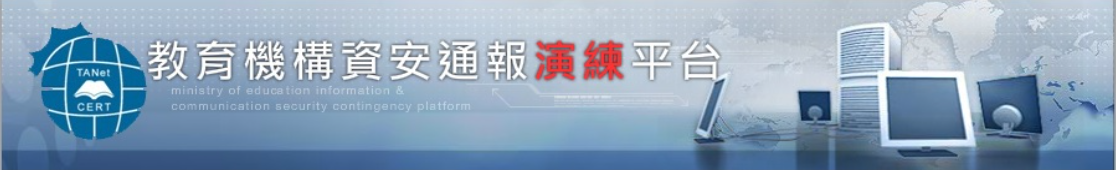 TANet
CERT
教育機構資安通報演練平台
ministry of education information &
communication security contingency platform